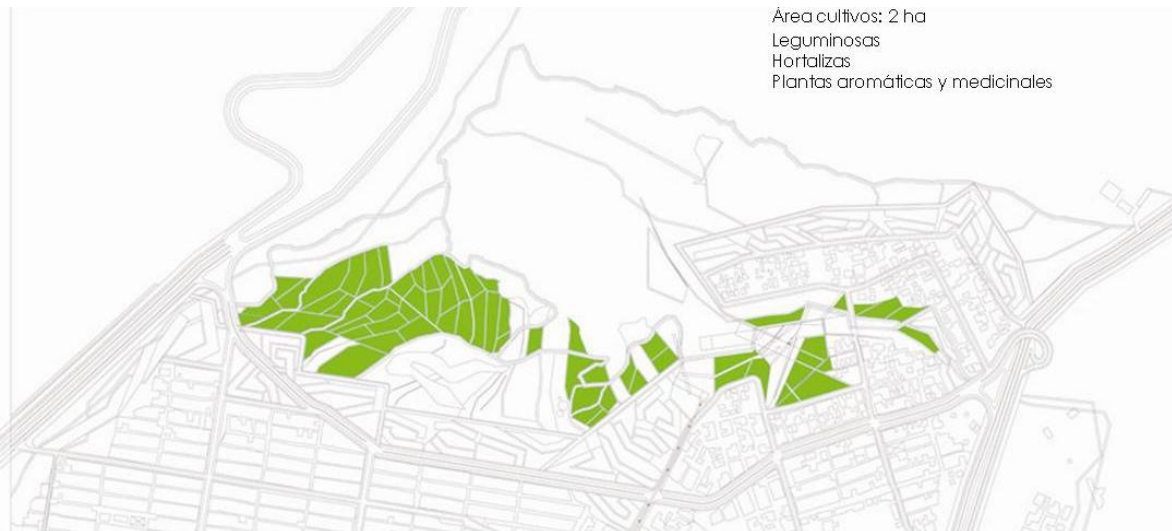 Área cultivos: 2 ha
Leguminosas
Hortalizas
Plantas aromáticas y medicinales